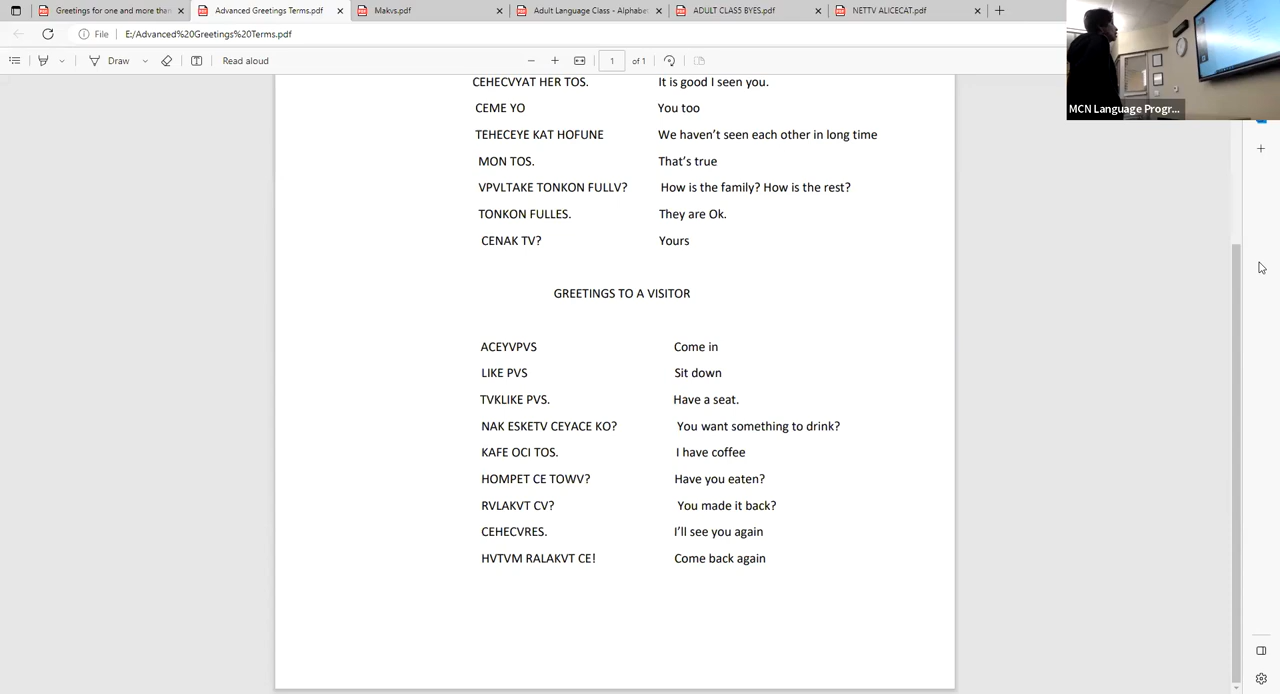 Greetings for one and more than
Advanced Greetings Terms.pdf
Makvs.pdf
Adult Language Class - Alphabe
ADULT CLAS5 BYES.pdf
NETTV ALICECAT.pdf
File E:/Advanced%20Greetings%20Terms.pdf
Draw
Read aloud
1 of 1
MCN Language Progr...
CEHECVYAT HER TOS. It is good I seen you.
CEME YO You too
TEHECEYE KAT HOFUNE We haven't seen each other in long time
MON TOS. That's true
VPVLTAKE TONKON FULLV? How is the family? How is the rest?
TONKON FULLES. They are Ok.
CENAK TV? Yours
GREETINGS TO A VISITOR
ACEYVPVS Come in
LIKE PVS Sit down
TVKLIKE PVS. Have a seat.
NAK ESKETV CEYACE KO? You want something to drink?
KAFE OCI TOS. I have coffee
HOMPET CE TOWV? Have you eaten?
RVLAKVT CV? You made it back?
CEHECVRES. I'll see you again
HVTVM RALAKVT CE! Come back again